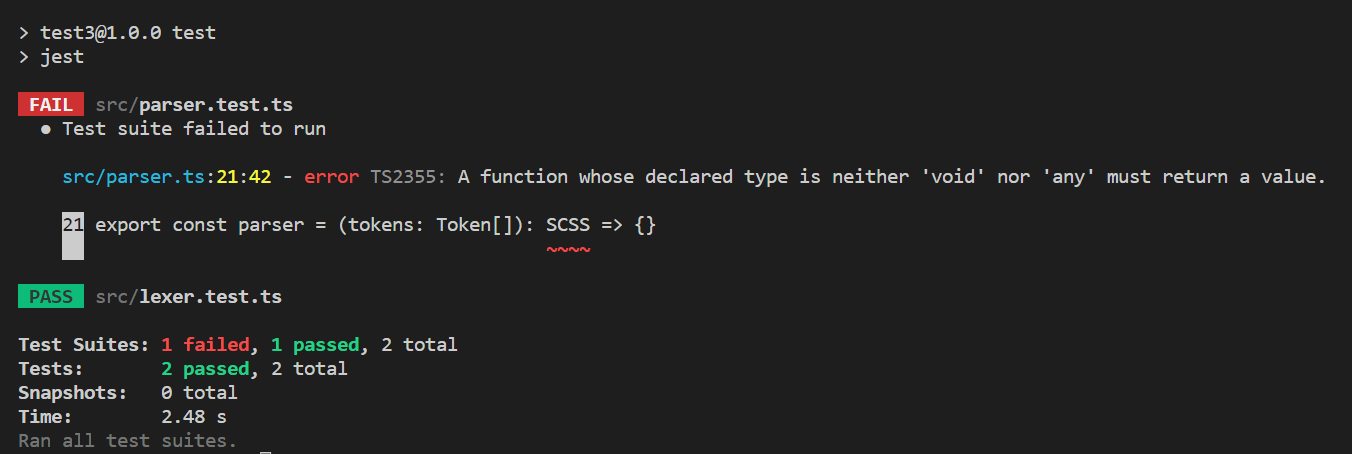 > test3@1.0.0 test
> jest
FAIL src/parser.test.ts
● Test suite failed to run
src/parser.ts:21:42 - error TS2355: A function whose declared type is neither 'void' nor 'any' must return a value.
21 export const parser = (tokens: Token[]): SCSS => {}
~~~~
PASS src/lexer.test.ts
Test Suites: 1 failed, 1 passed, 2 total
Tests: 2 passed, 2 total
Snapshots: 0 total
Time: 2.48 s
Ran all test suites.